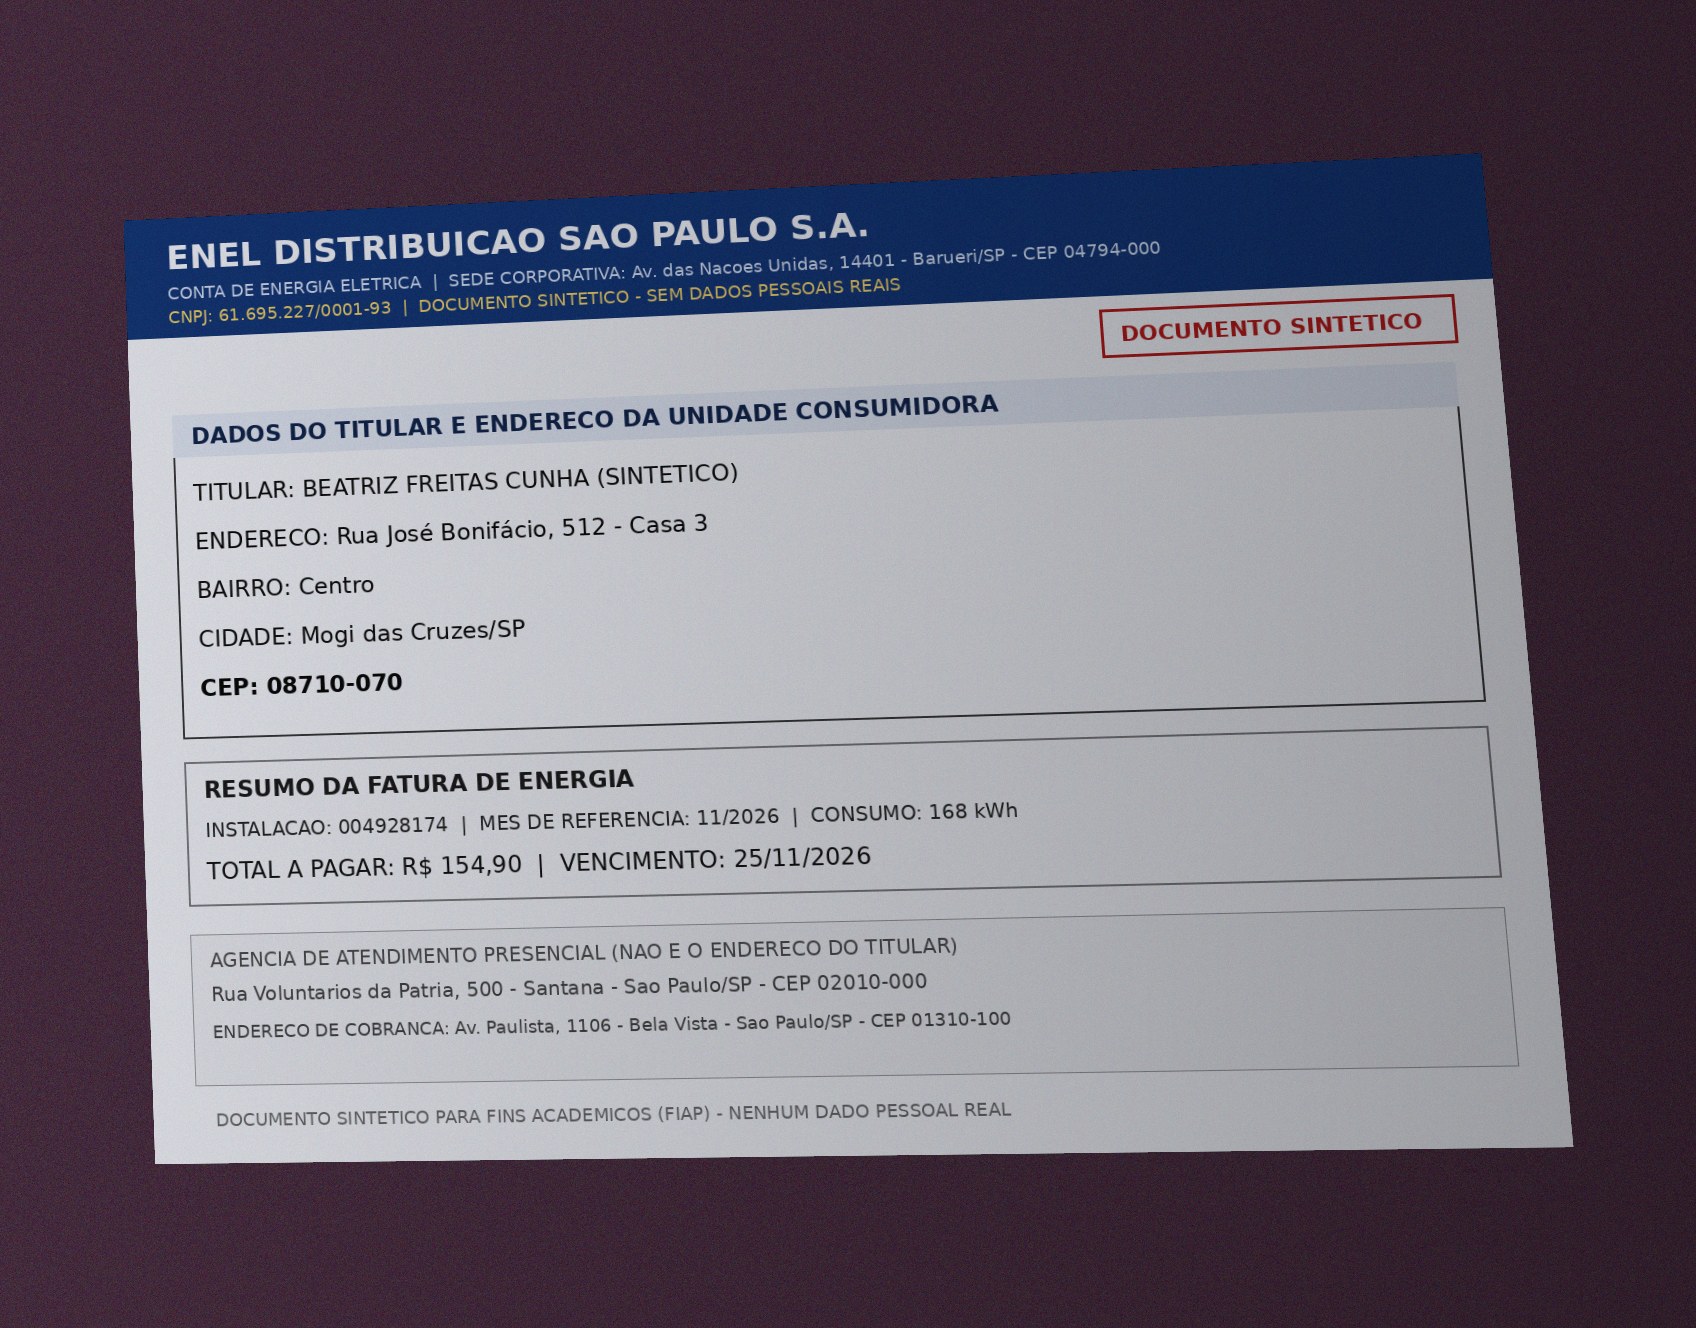 ENEL DISTRIBUICAO SAO PAULO S.A.
CONTA DE ENERGIA ELETRICA | SEDE CORPORATIVA: Av. das Nacoes Unidas, 14401 - Barueri/SP - CEP 04794-000
CNPJ: 61.695.227/0001-93 | DOCUMENTO SINTETICO - SEM DADOS PESSOAIS REAIS
DOCUMENTO SINTETICO
DADOS DO TITULAR E ENDERECO DA UNIDADE CONSUMIDORA
TITULAR: BEATRIZ FREITAS CUNHA (SINTETICO)
ENDERECO: Rua José Bonifácio, 512 - Casa 3
BAIRRO: Centro
CIDADE: Mogi das Cruzes/SP
CEP: 08710-070
RESUMO DA FATURA DE ENERGIA
INSTALACAO: 004928174 | MES DE REFERENCIA: 11/2026 | CONSUMO: 168 kWh
TOTAL A PAGAR: R$ 154,90 | VENCIMENTO: 25/11/2026
AGENCIA DE ATENDIMENTO PRESENCIAL (NAO E O ENDERECO DO TITULAR)
Rua Voluntarios da Patria, 500 - Santana - Sao Paulo/SP - CEP 02010-000
ENDERECO DE COBRANCA: Av. Paulista, 1106 - Bela Vista - Sao Paulo/SP - CEP 01310-100
DOCUMENTO SINTETICO PARA FINS ACADEMICOS (FIAP) - NENHUM DADO PESSOAL REAL